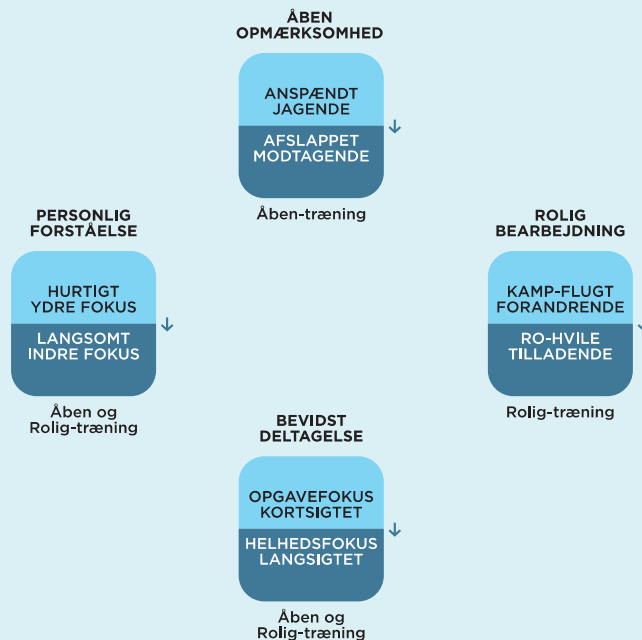 ÅBEN
OPMÆRKSOMHED
ANSPÆNDT
JAGENDE
AFSLAPPET
MODTAGENDE
Åben-træning
PERSONLIG
FORSTÅELSE
HURTIGT
YDRE FOKUS
LANGSOMT
INDRE FOKUS
Åben og
Rolig-træning
ROLIG
BEARBEJDNING
KAMP-FLUGT
FORANDRENDE
RO-HVILE
TILLADENDE
Rolig-træning
BEVIDST
DELTAGELSE
OPGAVEFOKUS
KORTSIGTET
HELHEDSFOKUS
LANGSIGTET
Åben og
Rolig-træning